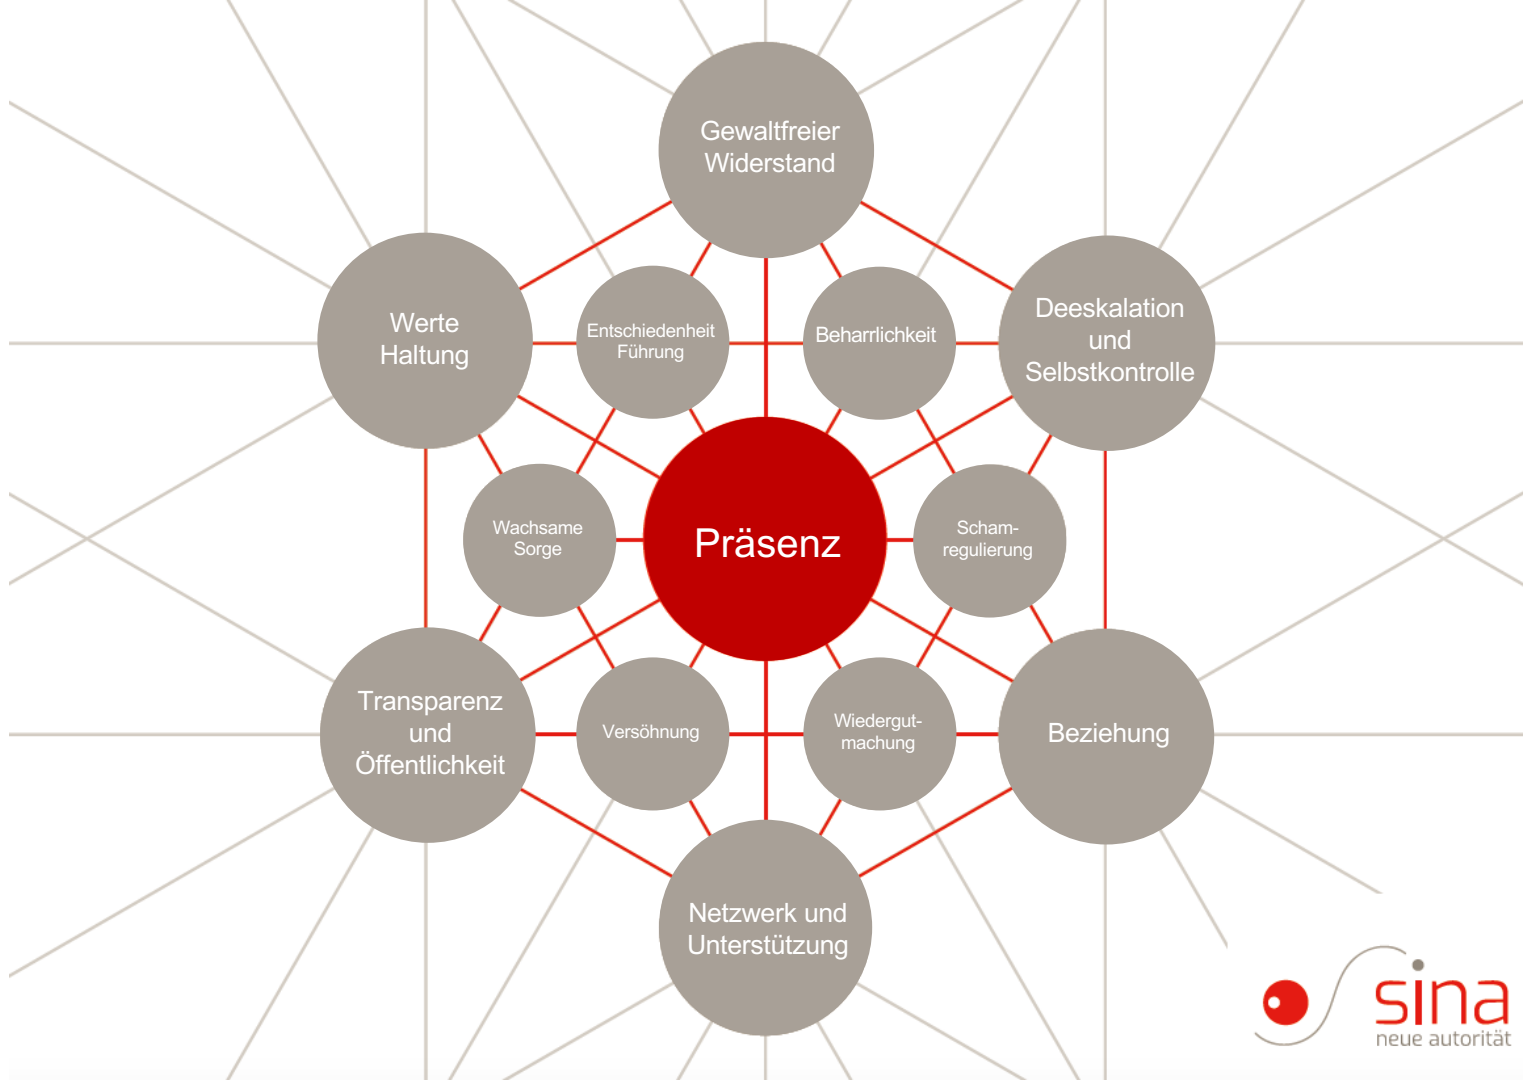 Gewaltfreier
Widerstand
Werte
Haltung
Entschiedenheit
Führung
Beharrlichkeit
Deeskalation
und
Selbstkontrolle
Wachsame
Sorge
Präsenz
Scham-
regulierung
Transparenz
und
Öffentlichkeit
Versöhnung
Wiedergut-
machung
Beziehung
Netzwerk und
Unterstützung
sina
neue autorität